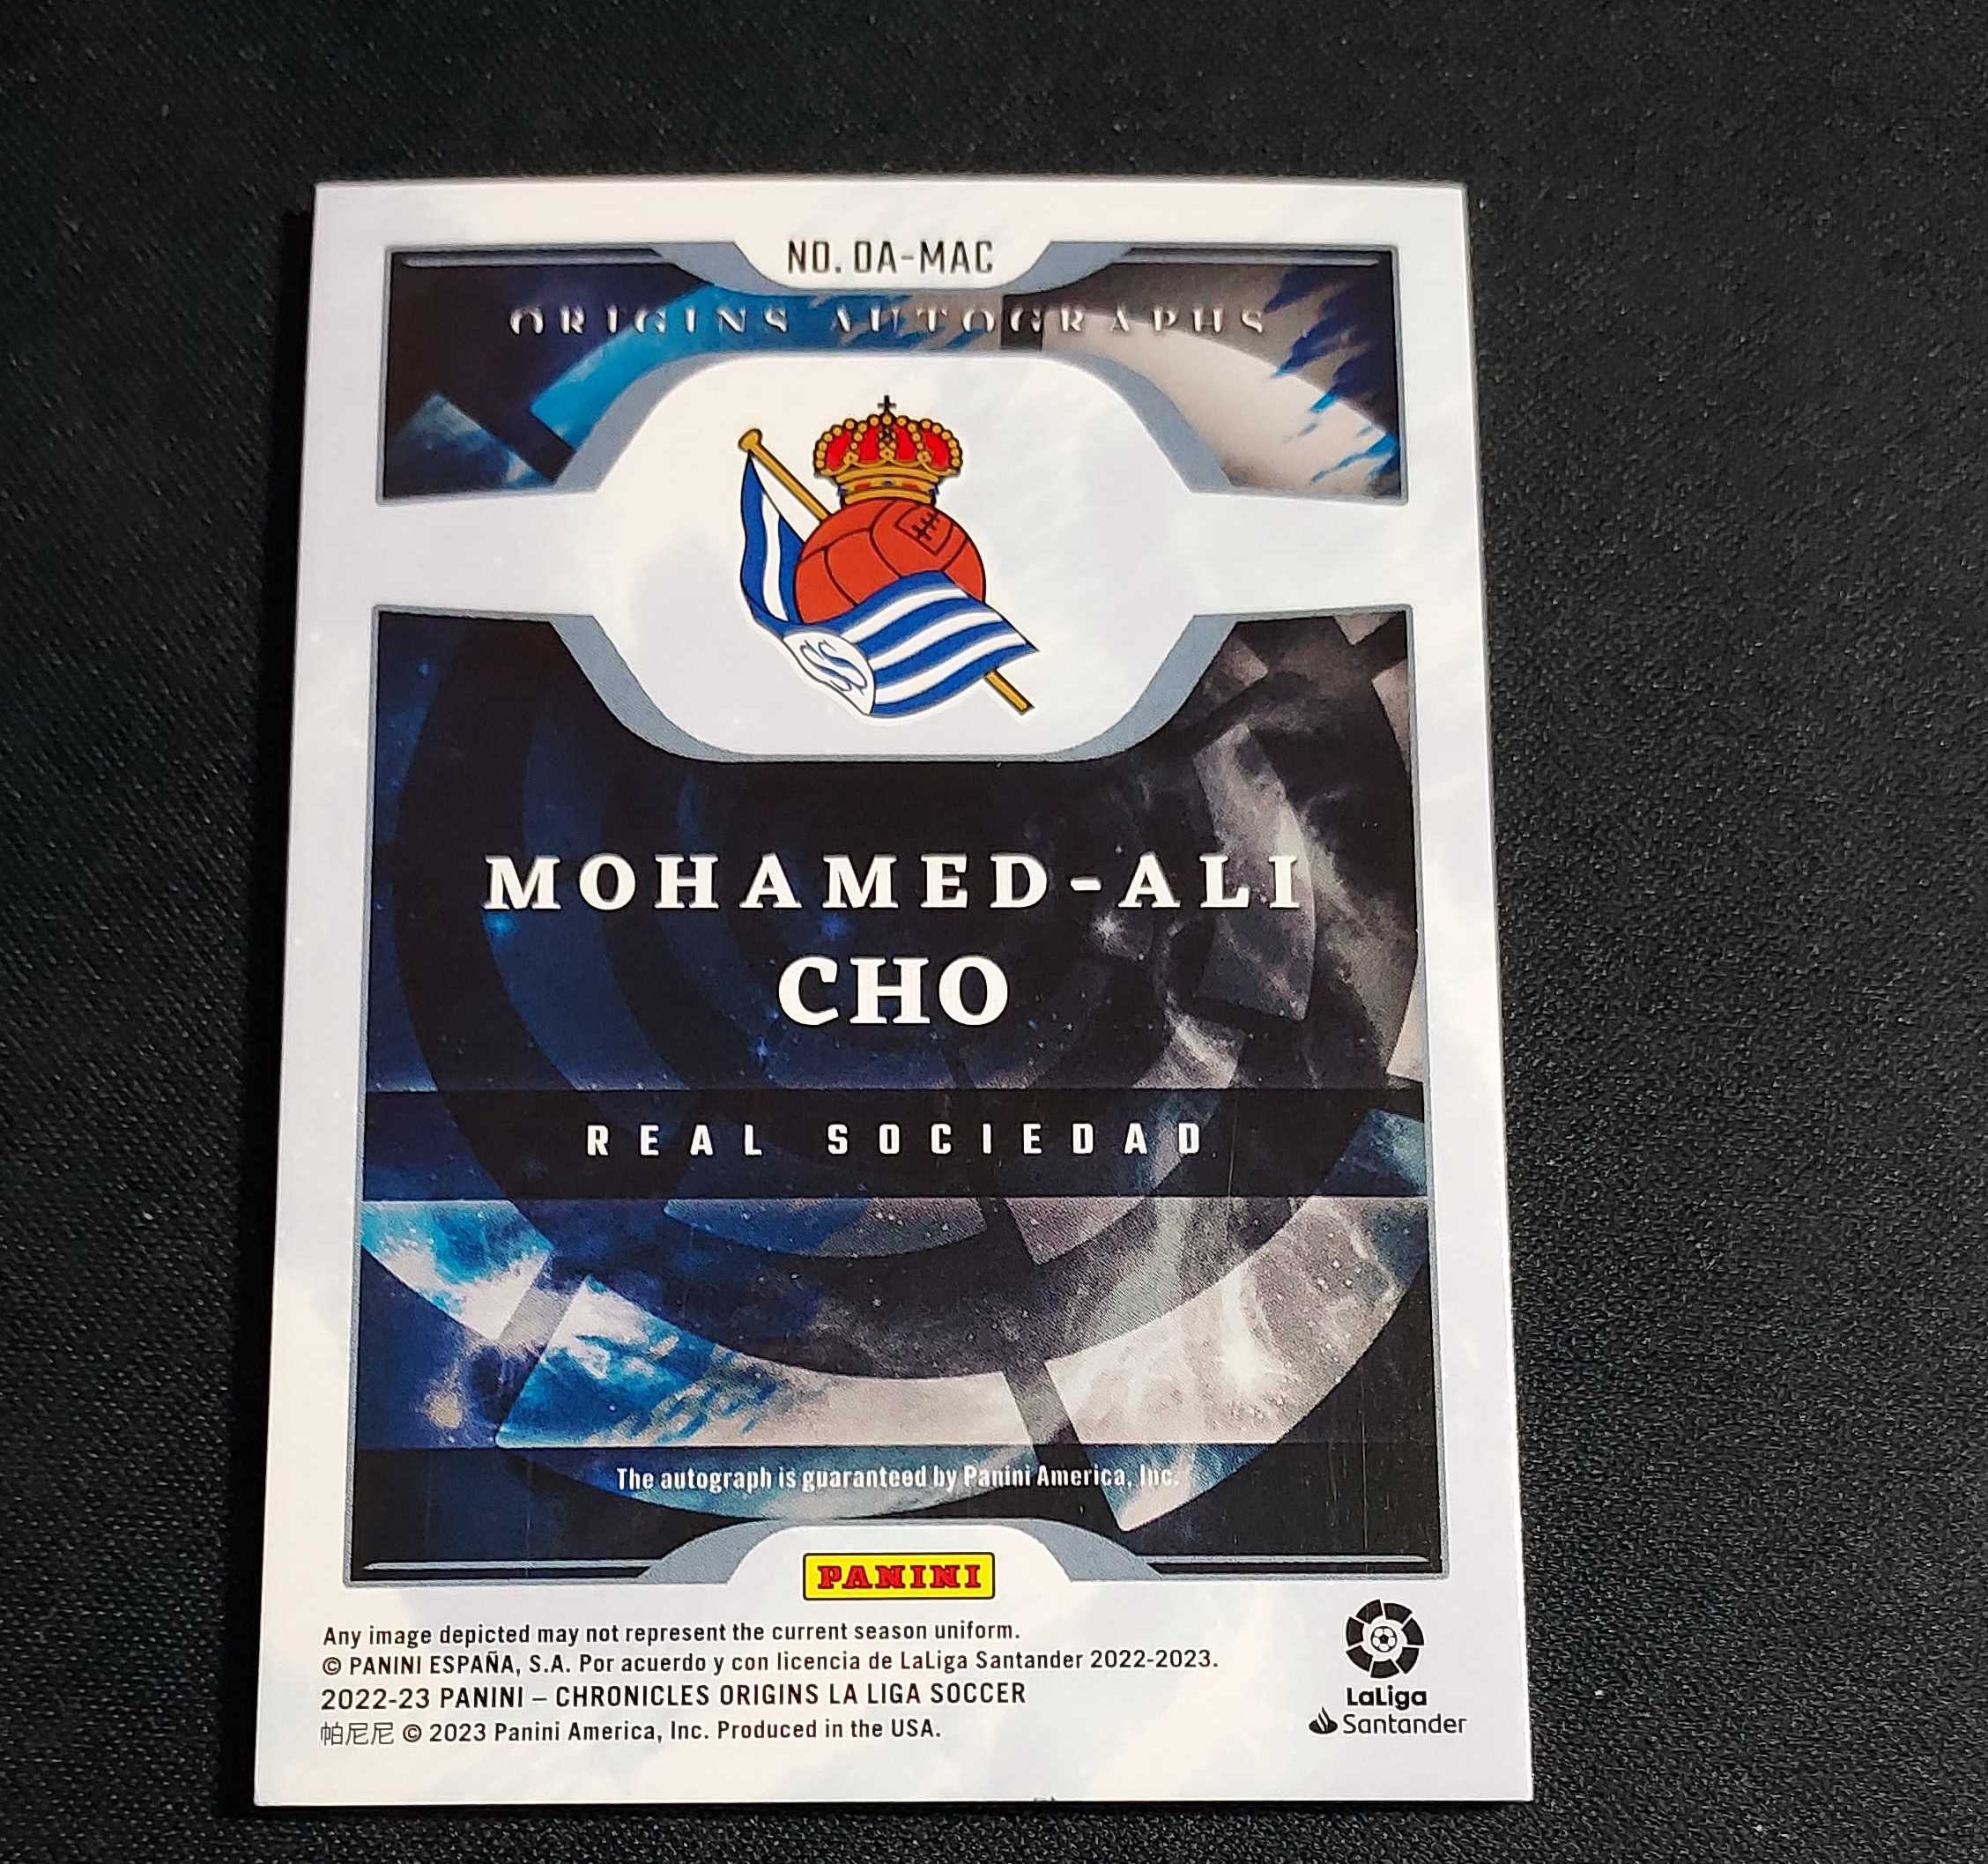 NO. OA-MAC
ORIGINS AUTOGRAPHS
MOHAMED-ALI
CHO
REAL SOCIEDAD
The autograph is guaranteed by Panini America, Inc.
PANINI
Any image depicted may not represent the current season uniform.
© PANINI ESPAÑA, S.A. Por acuerdo y con licencia de LaLiga Santander 2022-2023.
2022-23 PANINI – CHRONICLES ORIGINS LA LIGA SOCCER
帕尼尼 © 2023 Panini America, Inc. Produced in the USA.
LaLiga
Santander